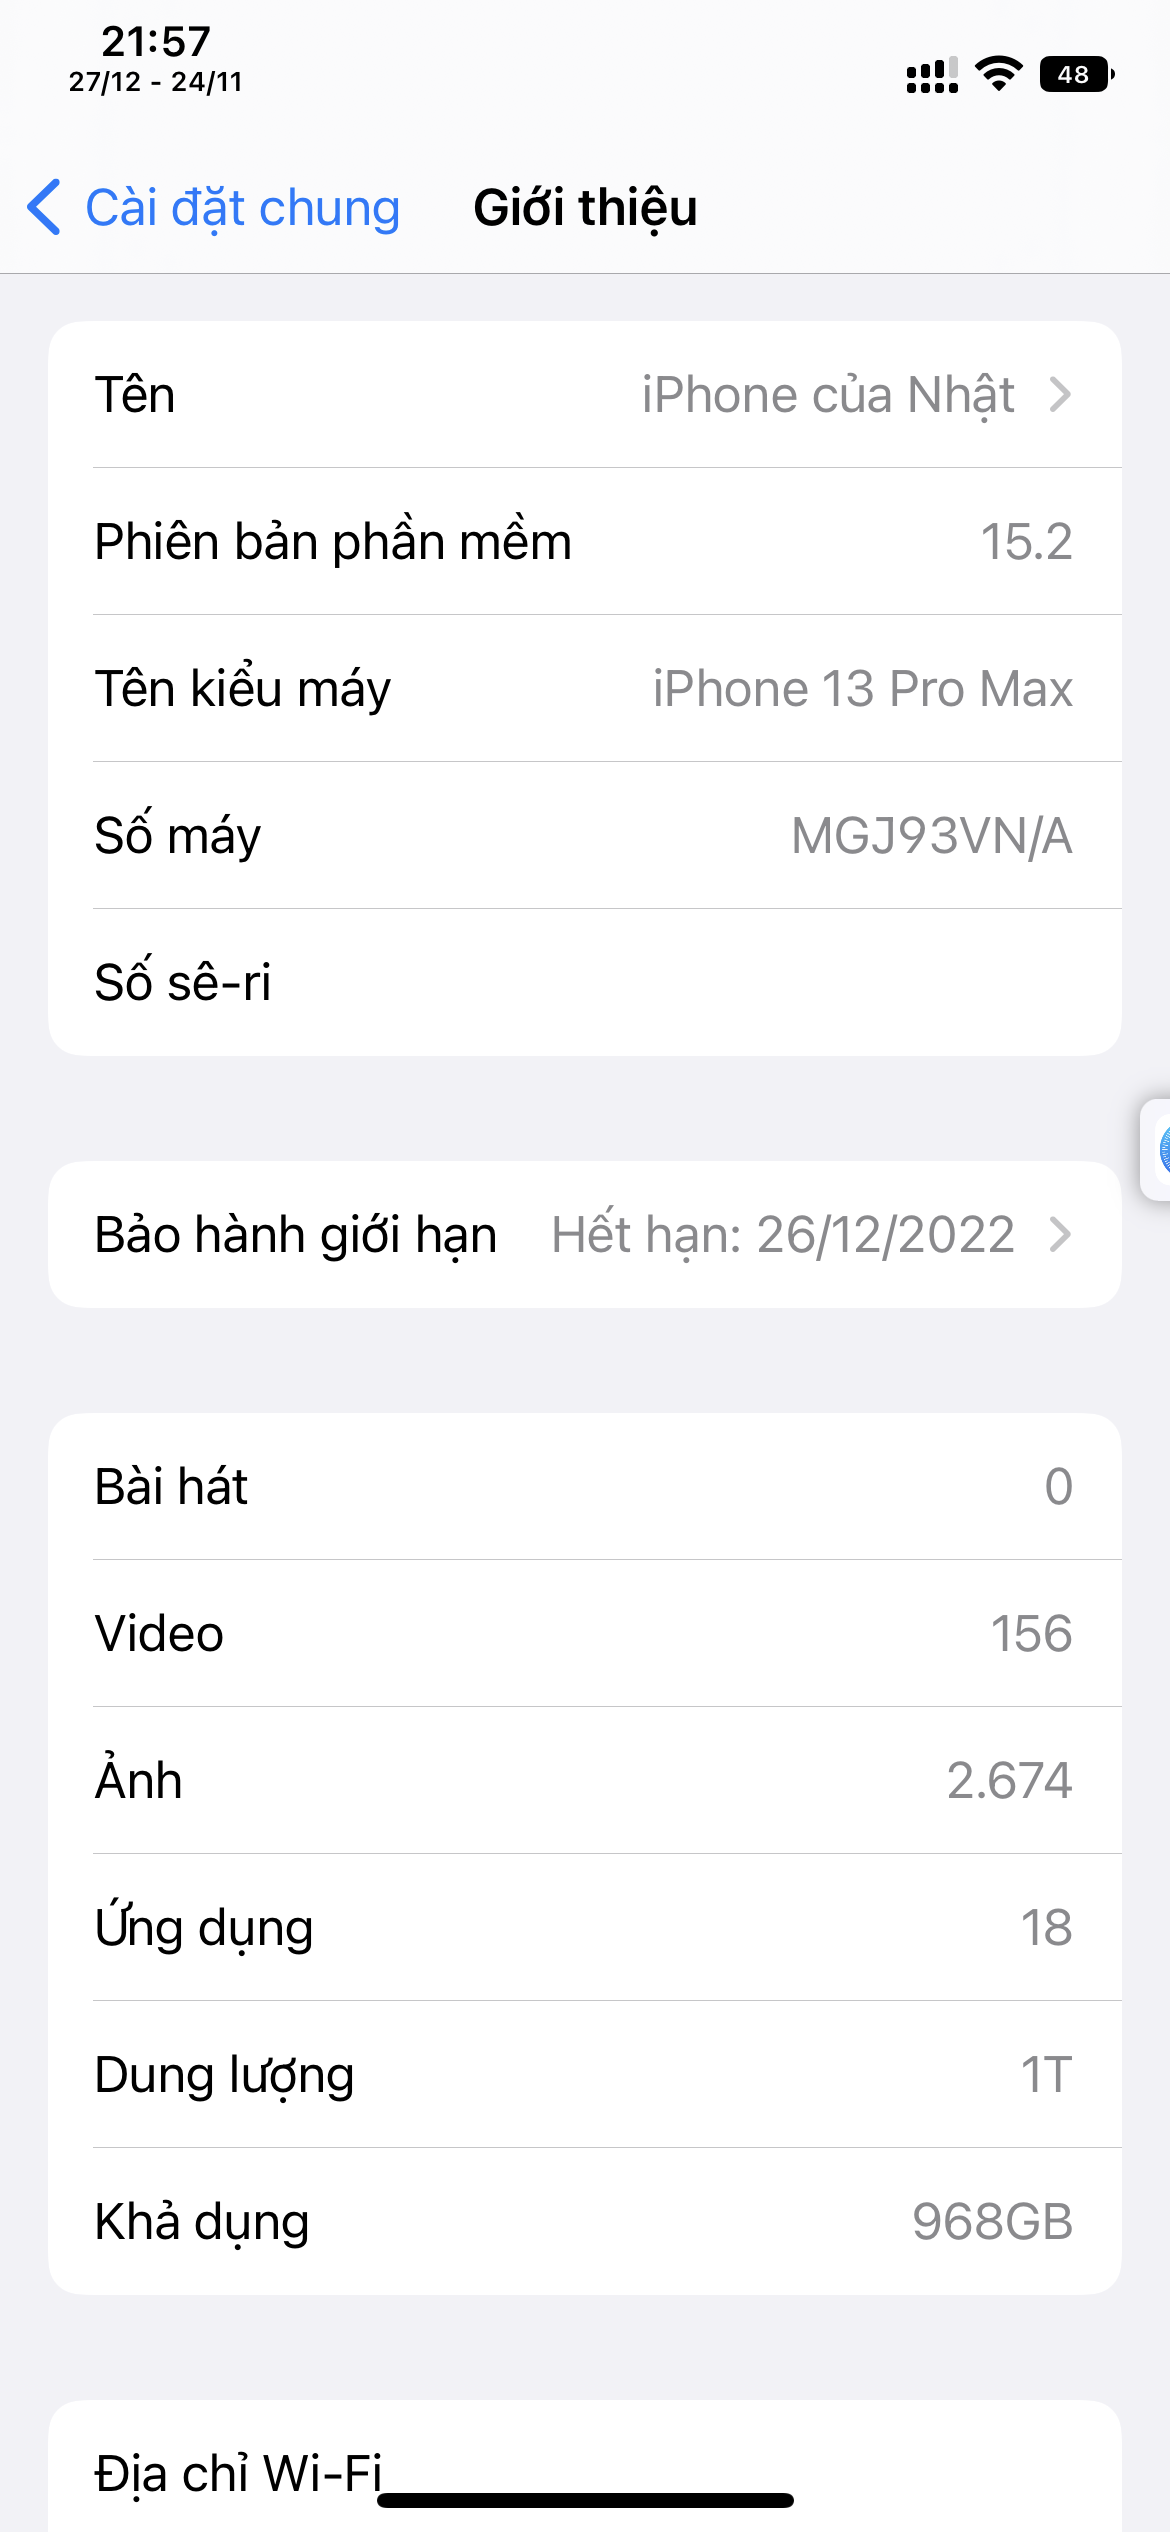 21:57
27/12 - 24/11
48
Cài đặt chung
Giới thiệu
Tên
iPhone của Nhật
Phiên bản phần mềm
15.2
Tên kiểu máy
iPhone 13 Pro Max
Số máy
MGJ93VN/A
Số sê-ri
Bảo hành giới hạn
Hết hạn: 26/12/2022
Bài hát
0
Video
156
Ảnh
2.674
Ứng dụng
18
Dung lượng
1T
Khả dụng
968GB
Địa chỉ Wi-Fi